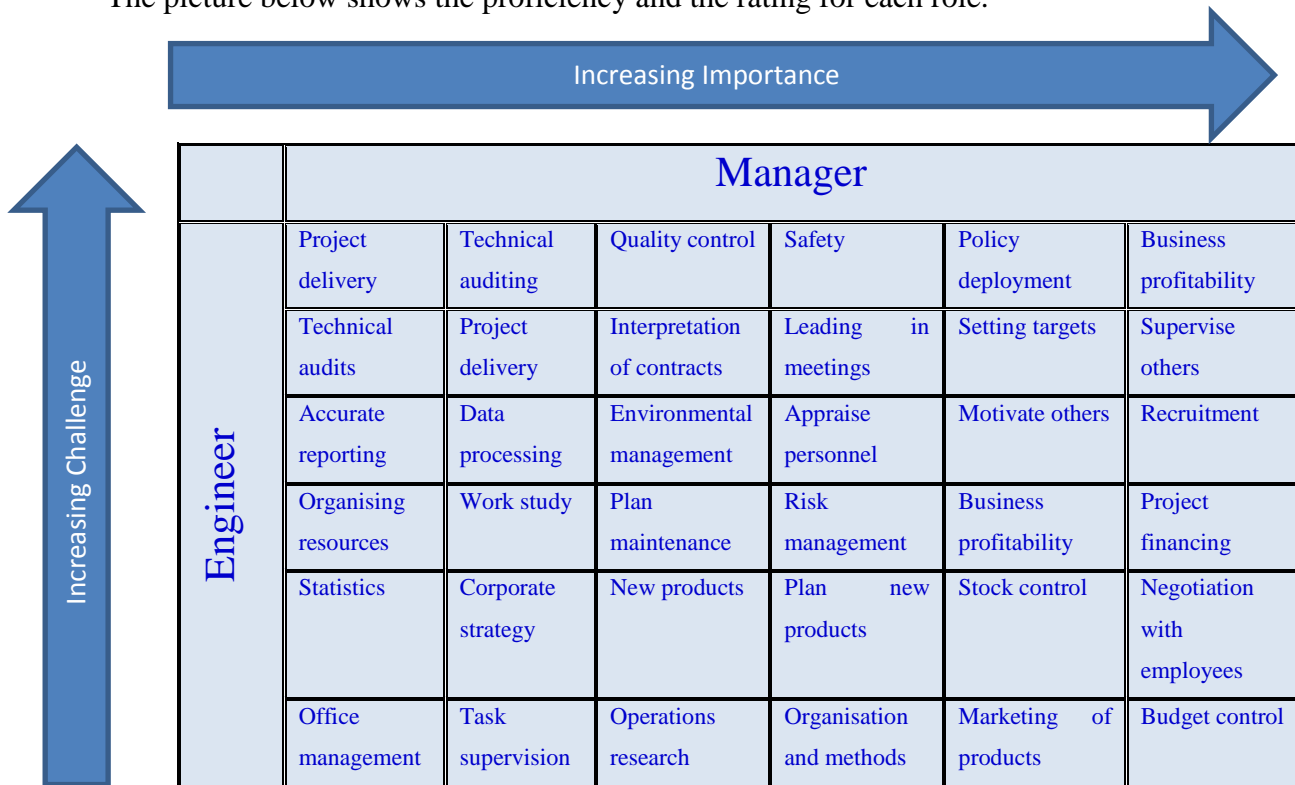 The picture below shows the proficiency and the rating for each role.
Increasing Importance
Increasing Challenge
Manager
Engineer
Project delivery
Technical auditing
Quality control
Safety
Policy deployment
Business profitability
Technical audits
Project delivery
Interpretation of contracts
Leading in meetings
Setting targets
Supervise others
Accurate reporting
Data processing
Environmental management
Appraise personnel
Motivate others
Recruitment
Organising resources
Work study
Plan maintenance
Risk management
Business profitability
Project financing
Statistics
Corporate strategy
New products
Plan new products
Stock control
Negotiation with employees
Office management
Task supervision
Operations research
Organisation and methods
Marketing of products
Budget control